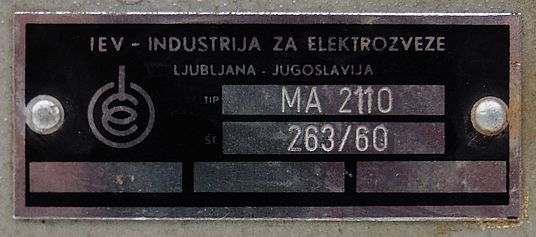 IEV - INDUSTRIJA ZA ELEKTROZVEZE
LJUBLJANA - JUGOSLAVIJA
TIP MA 2110
ŠT 263/60